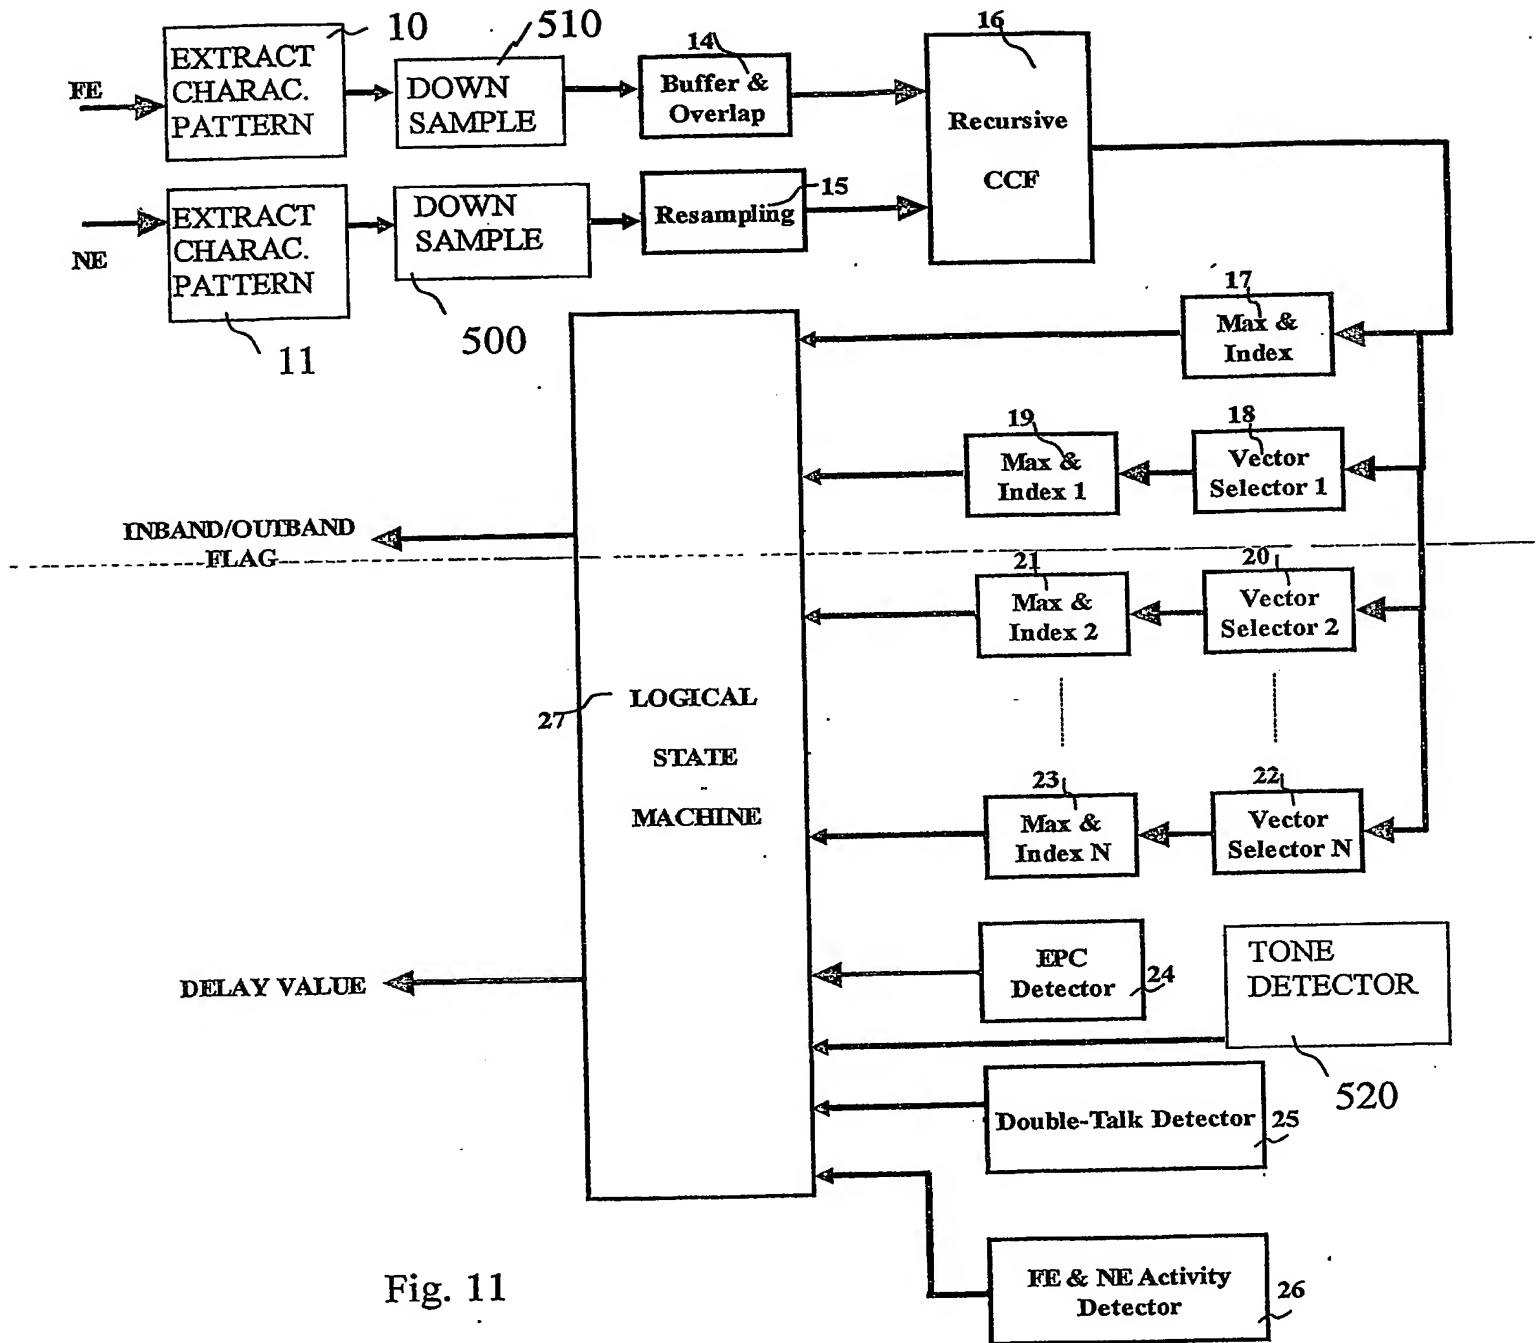 10
510
14
16
FE
EXTRACT
CHARAC.
PATTERN
DOWN
SAMPLE
Buffer &
Overlap
Recursive
CCF
NE
EXTRACT
CHARAC.
PATTERN
11
DOWN
SAMPLE
500
Resampling
15
17
Max &
Index
19
Max &
Index 1
18
Vector
Selector 1
INBAND/OUTBAND
FLAG
21
Max &
Index 2
20
Vector
Selector 2
27
LOGICAL
STATE
MACHINE
23
Max &
Index N
22
Vector
Selector N
DELAY VALUE
EPC
Detector
24
TONE
DETECTOR
520
Double-Talk Detector
25
FE & NE Activity
Detector
26
Fig. 11